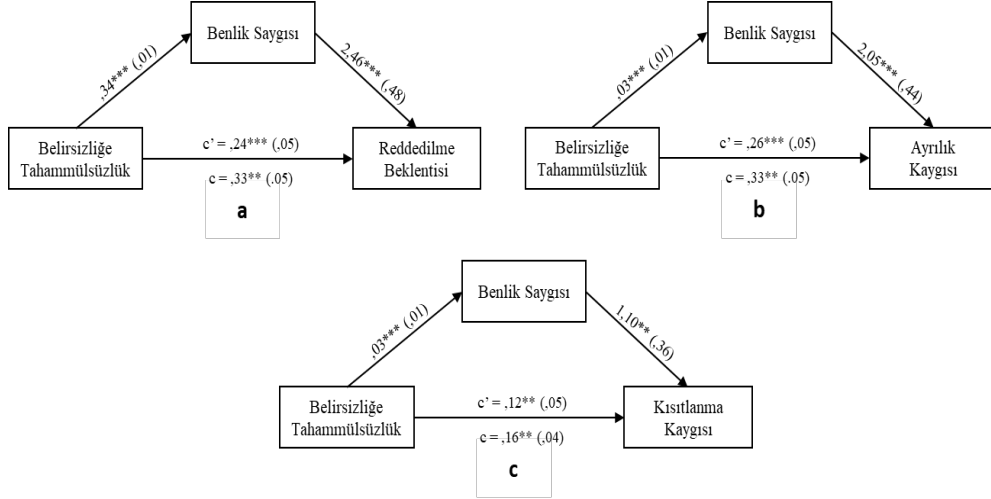 Benlik Saygısı
,34*** (,01)
2,46*** (,48)
Belirsizliğe
Tahammülsüzlük
c’ = ,24*** (,05)
c = ,33** (.05)
Reddedilme
Beklentisi
a
Benlik Saygısı
,03*** (,01)
2,05*** (,44)
Belirsizliğe
Tahammülsüzlük
c’ = ,26*** (,05)
c = ,33** (.05)
Ayrılık
Kaygısı
b
Benlik Saygısı
,03*** (,01)
1,10** (,36)
Belirsizliğe
Tahammülsüzlük
c’ = ,12** (,05)
c = ,16** (,04)
Kısıtlanma
Kaygısı
c